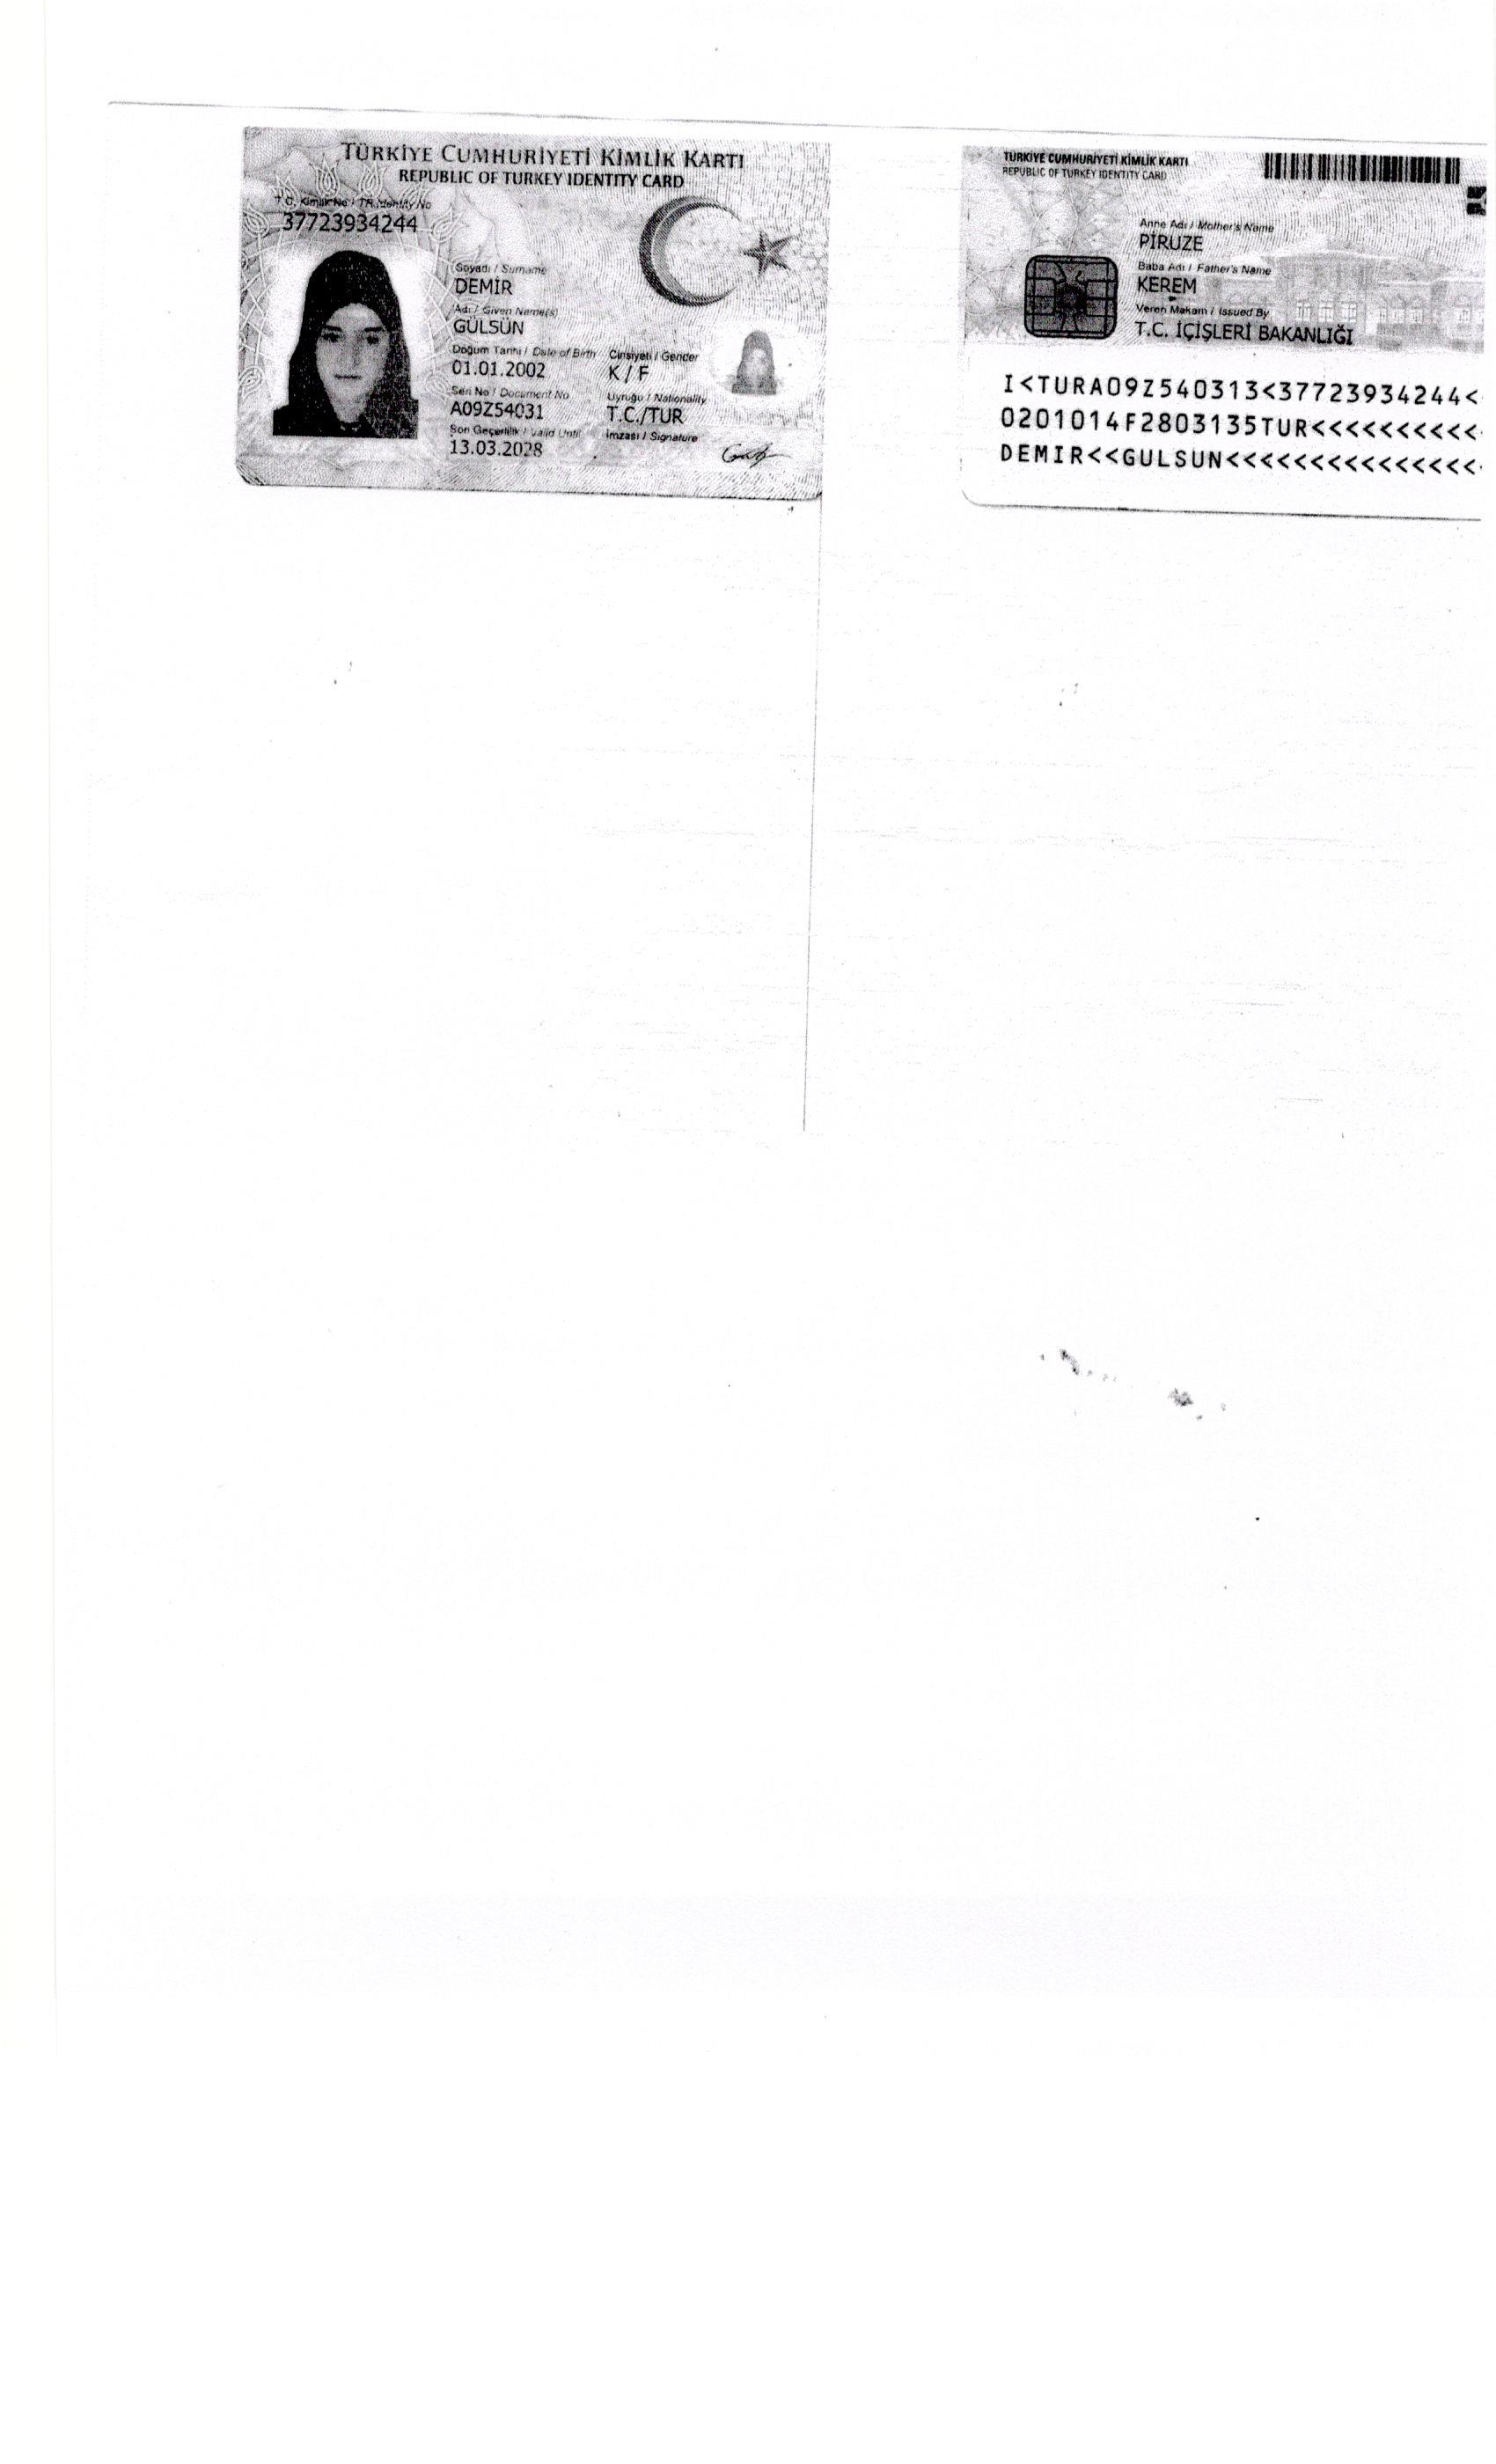 TÜRKİYE CUMHURİYETİ KİMLİK KARTI
REPUBLIC OF TURKEY IDENTITY CARD
T.C. Kimlik No / TR Identity No
37723934244
Soyadı / Surname
DEMİR
Adı / Given Name(s)
GÜLSÜN
Doğum Tarihi / Date of Birth Cinsiyeti / Gender
01.01.2002 K / F
Seri No / Document No Uyruğu / Nationality
A09Z54031 T.C./TUR
Son Geçerlilik / Valid Until İmzası / Signature
13.03.2028
TÜRKİYE CUMHURİYETİ KİMLİK KARTI
REPUBLIC OF TURKEY IDENTITY CARD
Anne Adı / Mother's Name
PİRUZE
Baba Adı / Father's Name
KEREM
Veren Makam / Issued By
T.C. İÇİŞLERİ BAKANLIĞI
I<TURA09Z540313<37723934244<
0201014F2803135TUR<<<<<<<<<<
DEMIR<<GULSUN<<<<<<<<<<<<<<<